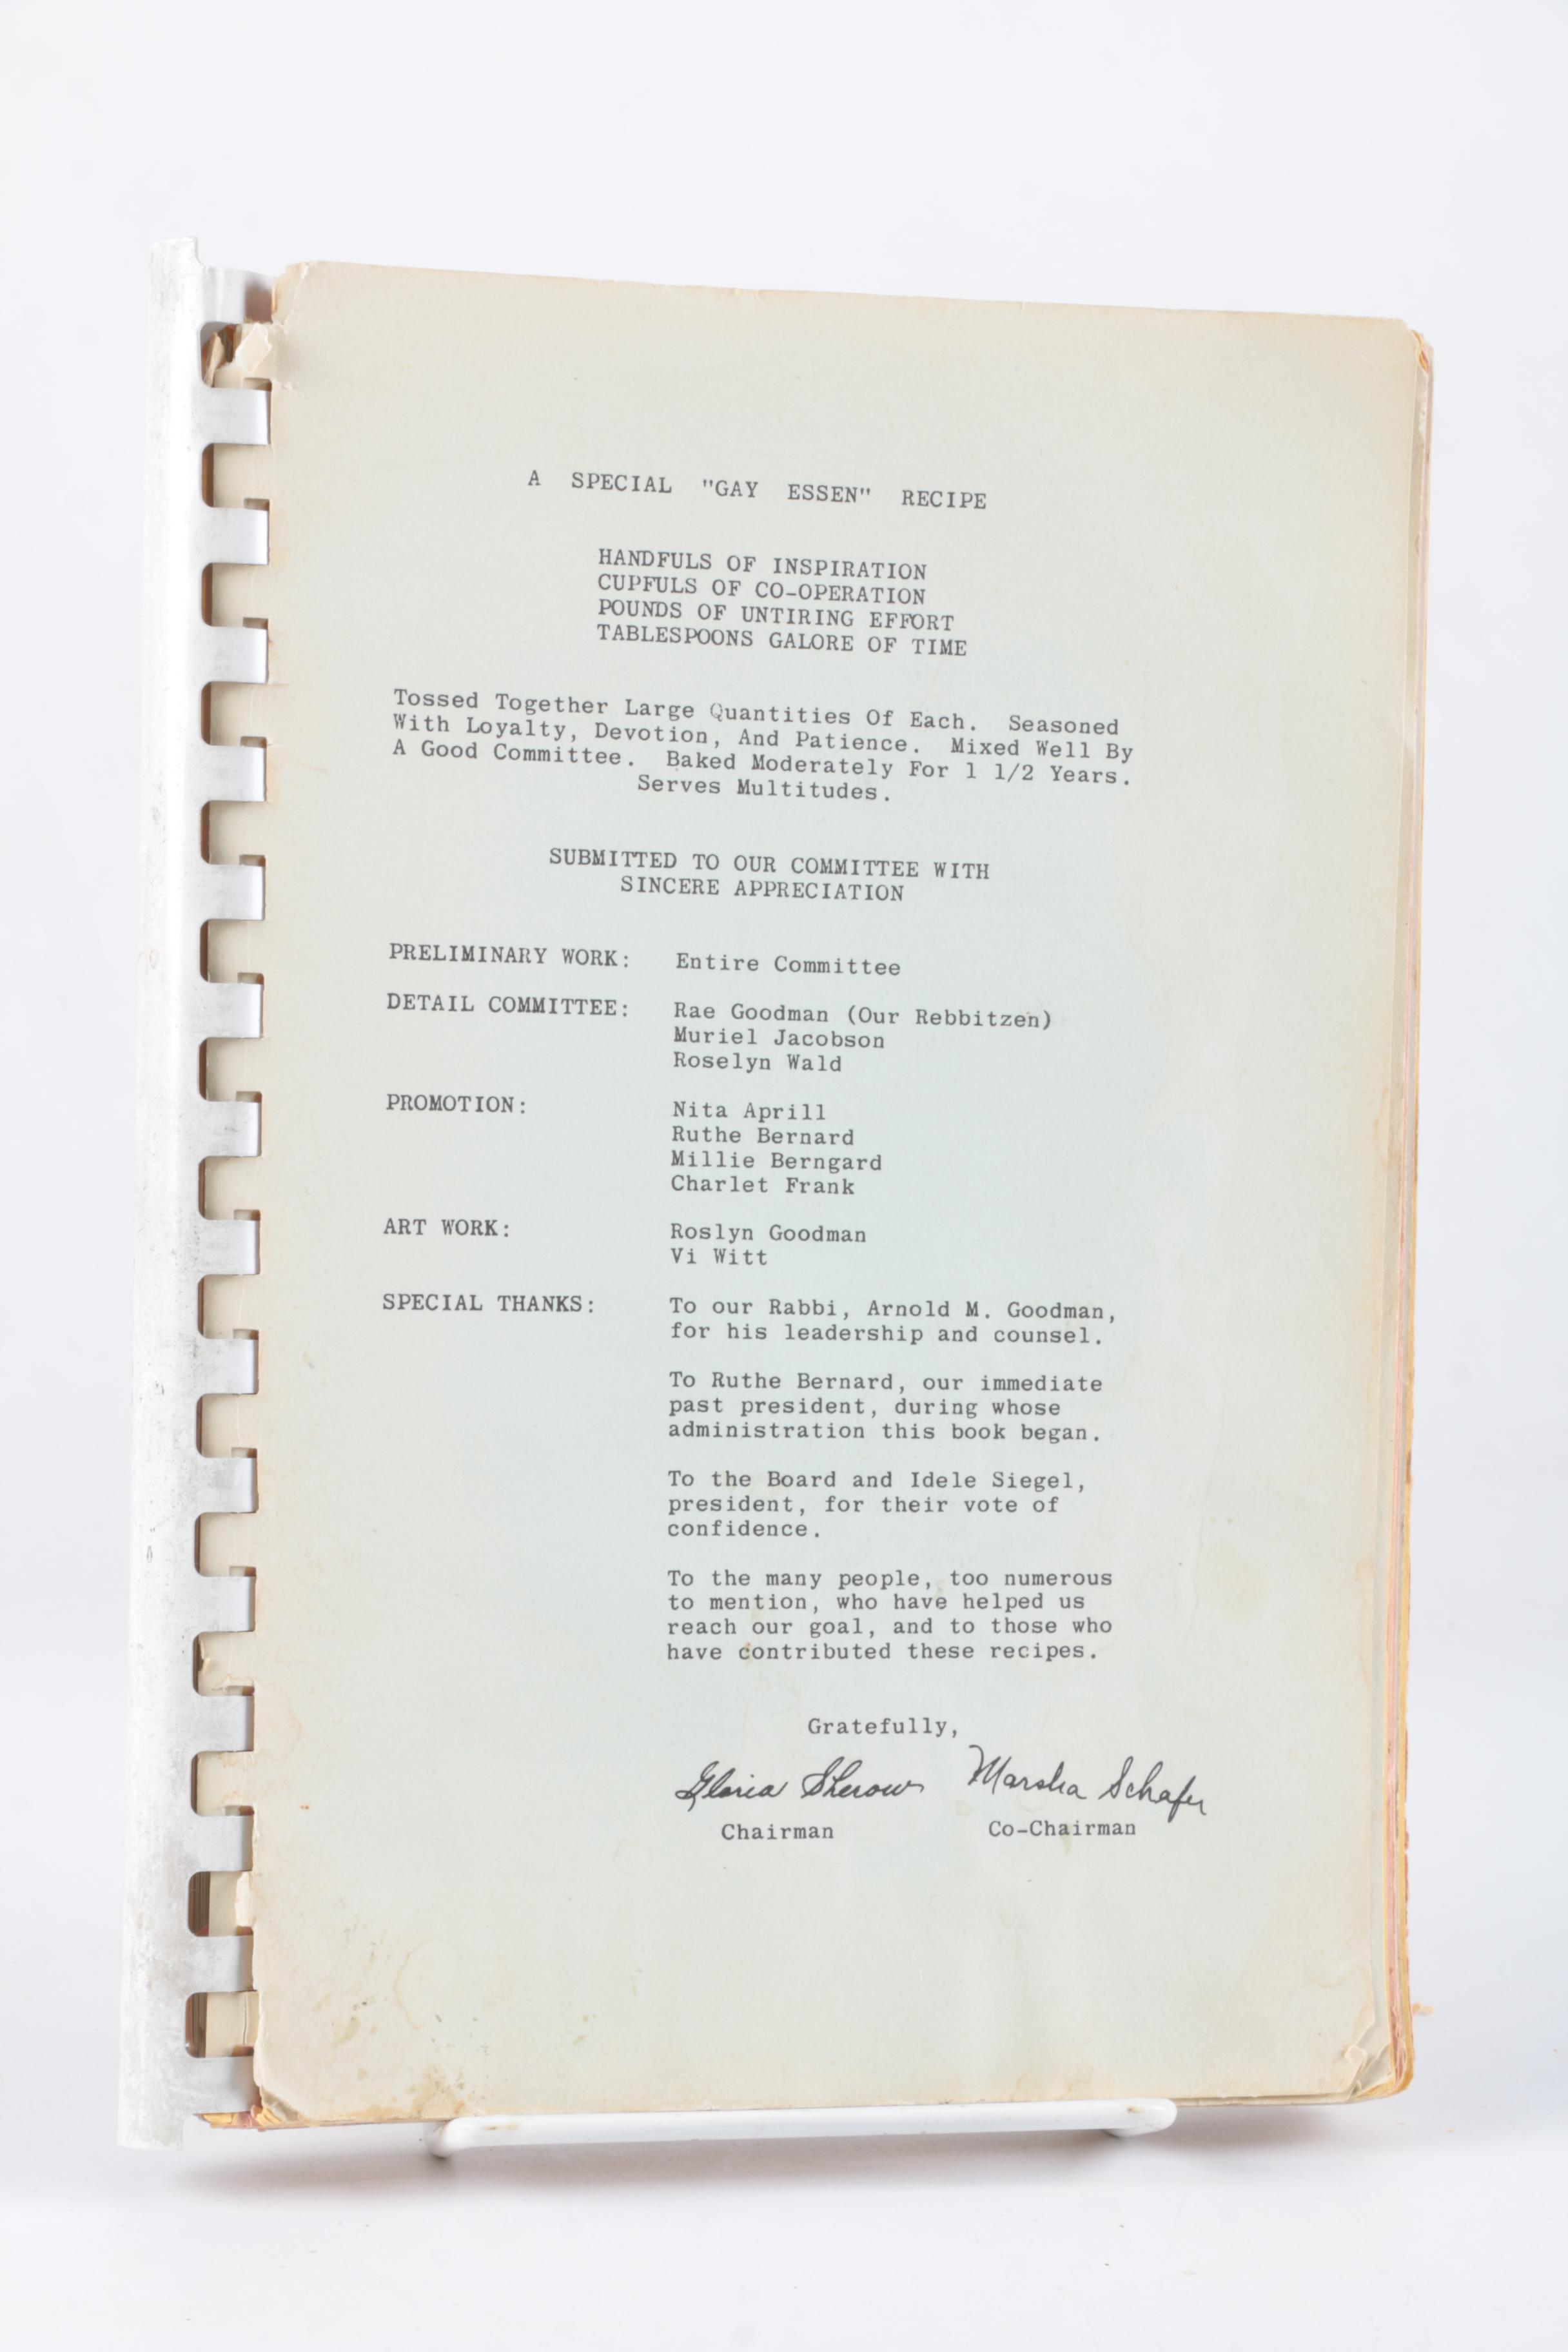 A SPECIAL "GAY ESSEN" RECIPE
HANDFULS OF INSPIRATION
CUPFULS OF CO-OPERATION
POUNDS OF UNTIRING EFFORT
TABLESPOONS GALORE OF TIME
Tossed Together Large Quantities Of Each. Seasoned
With Loyalty, Devotion, And Patience. Mixed Well By
A Good Committee. Baked Moderately For 1 1/2 Years.
Serves Multitudes.
SUBMITTED TO OUR COMMITTEE WITH
SINCERE APPRECIATION
PRELIMINARY WORK: Entire Committee
DETAIL COMMITTEE: Rae Goodman (Our Rebbitzen)
Muriel Jacobson
Roselyn Wald
PROMOTION: Nita Aprill
Ruthe Bernard
Millie Berngard
Charlet Frank
ART WORK: Roslyn Goodman
Vi Witt
SPECIAL THANKS: To our Rabbi, Arnold M. Goodman,
for his leadership and counsel.
To Ruthe Bernard, our immediate
past president, during whose
administration this book began.
To the Board and Idele Siegel,
president, for their vote of
confidence.
To the many people, too numerous
to mention, who have helped us
reach our goal, and to those who
have contributed these recipes.
Gratefully,
Gloria Sherow Marsha Schafer
Chairman Co-Chairman